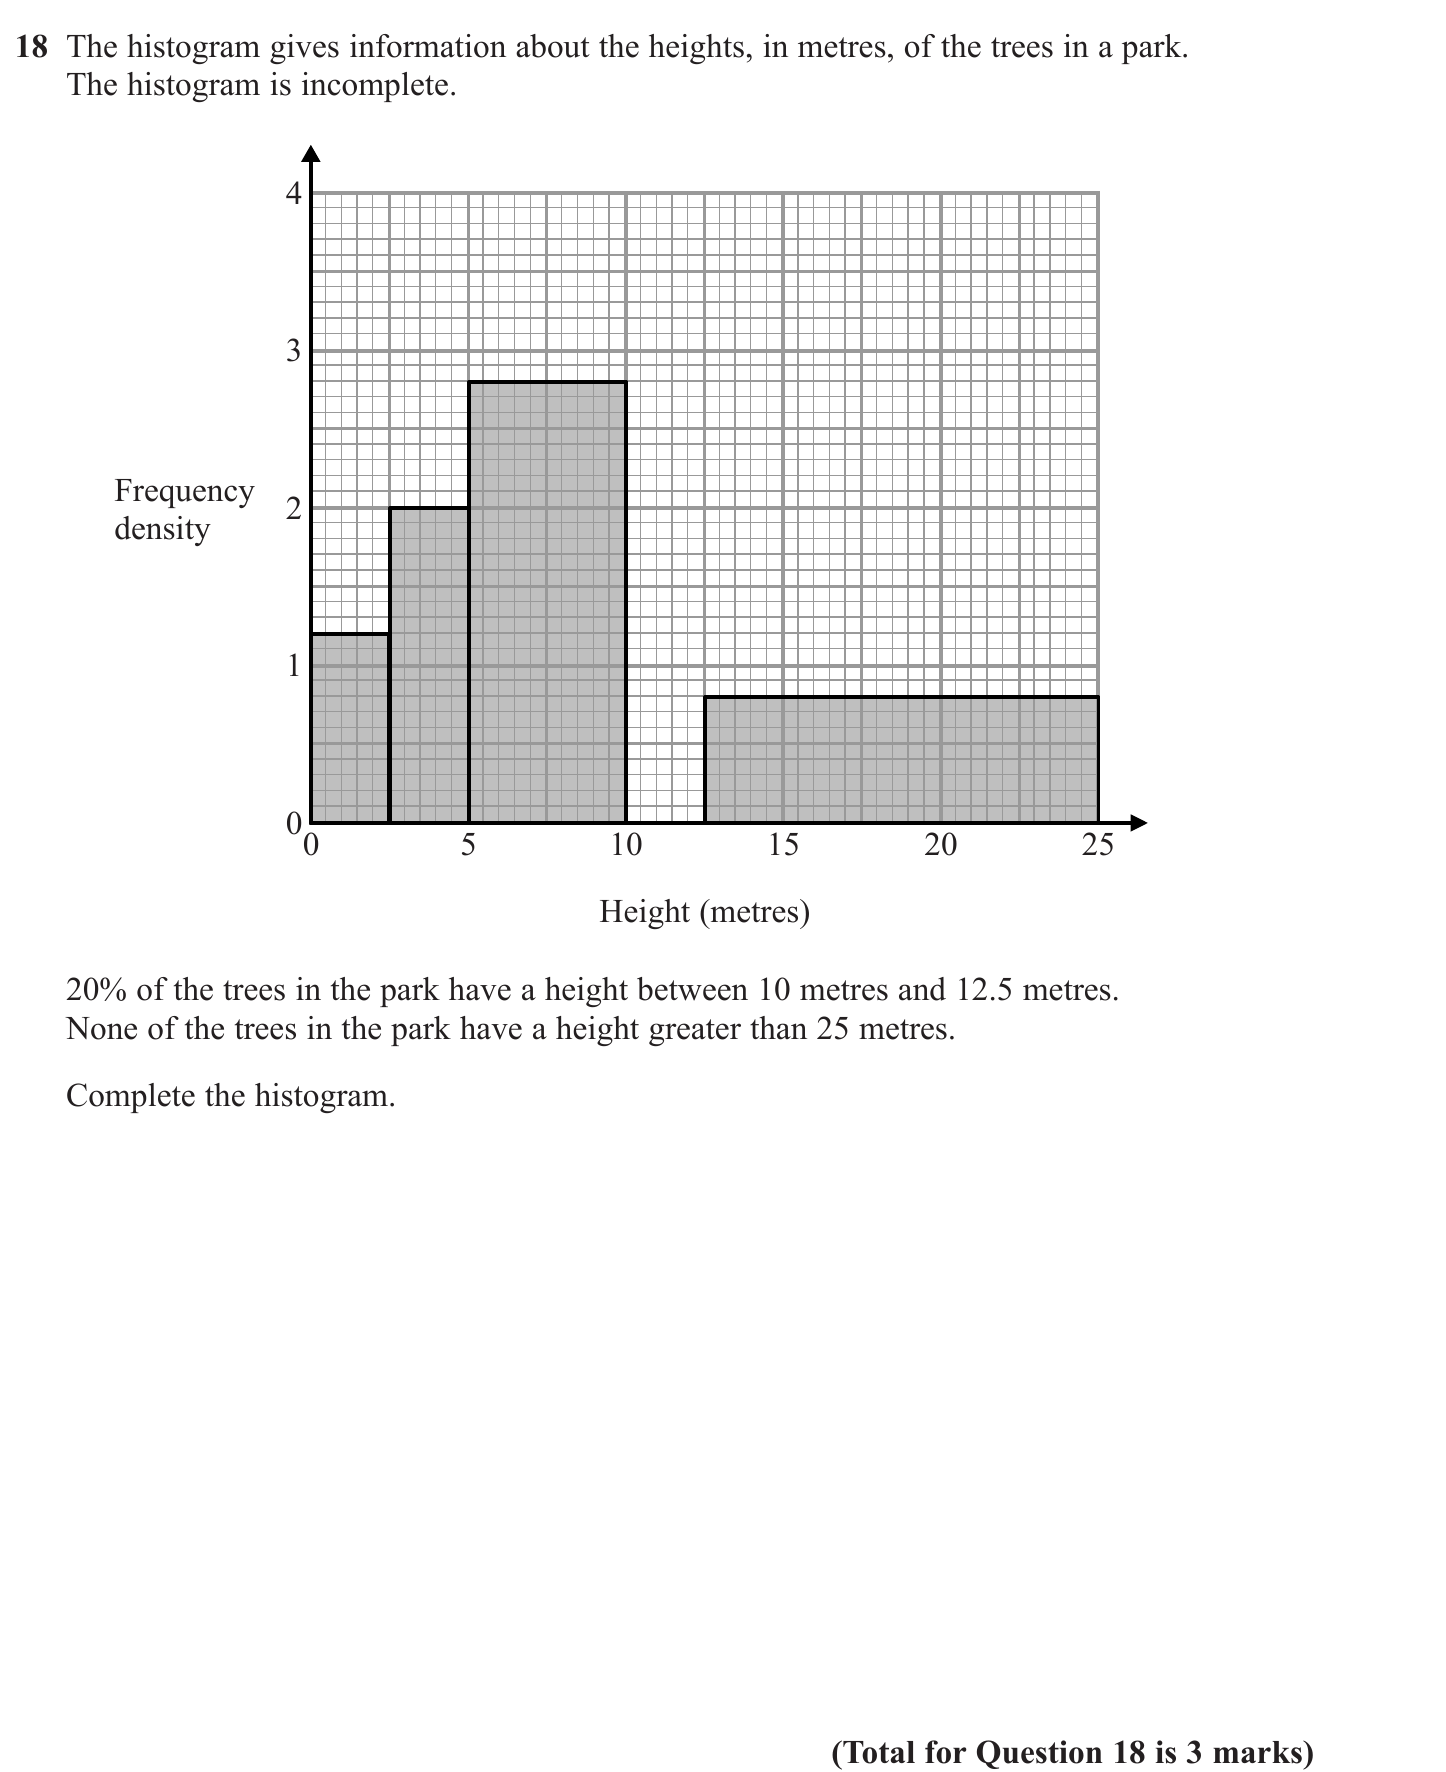 18 The histogram gives information about the heights, in metres, of the trees in a park.
The histogram is incomplete.
4
3
Frequency
density
2
1
0
0 5 10 15 20 25
Height (metres)
20% of the trees in the park have a height between 10 metres and 12.5 metres.
None of the trees in the park have a height greater than 25 metres.
Complete the histogram.
(Total for Question 18 is 3 marks)